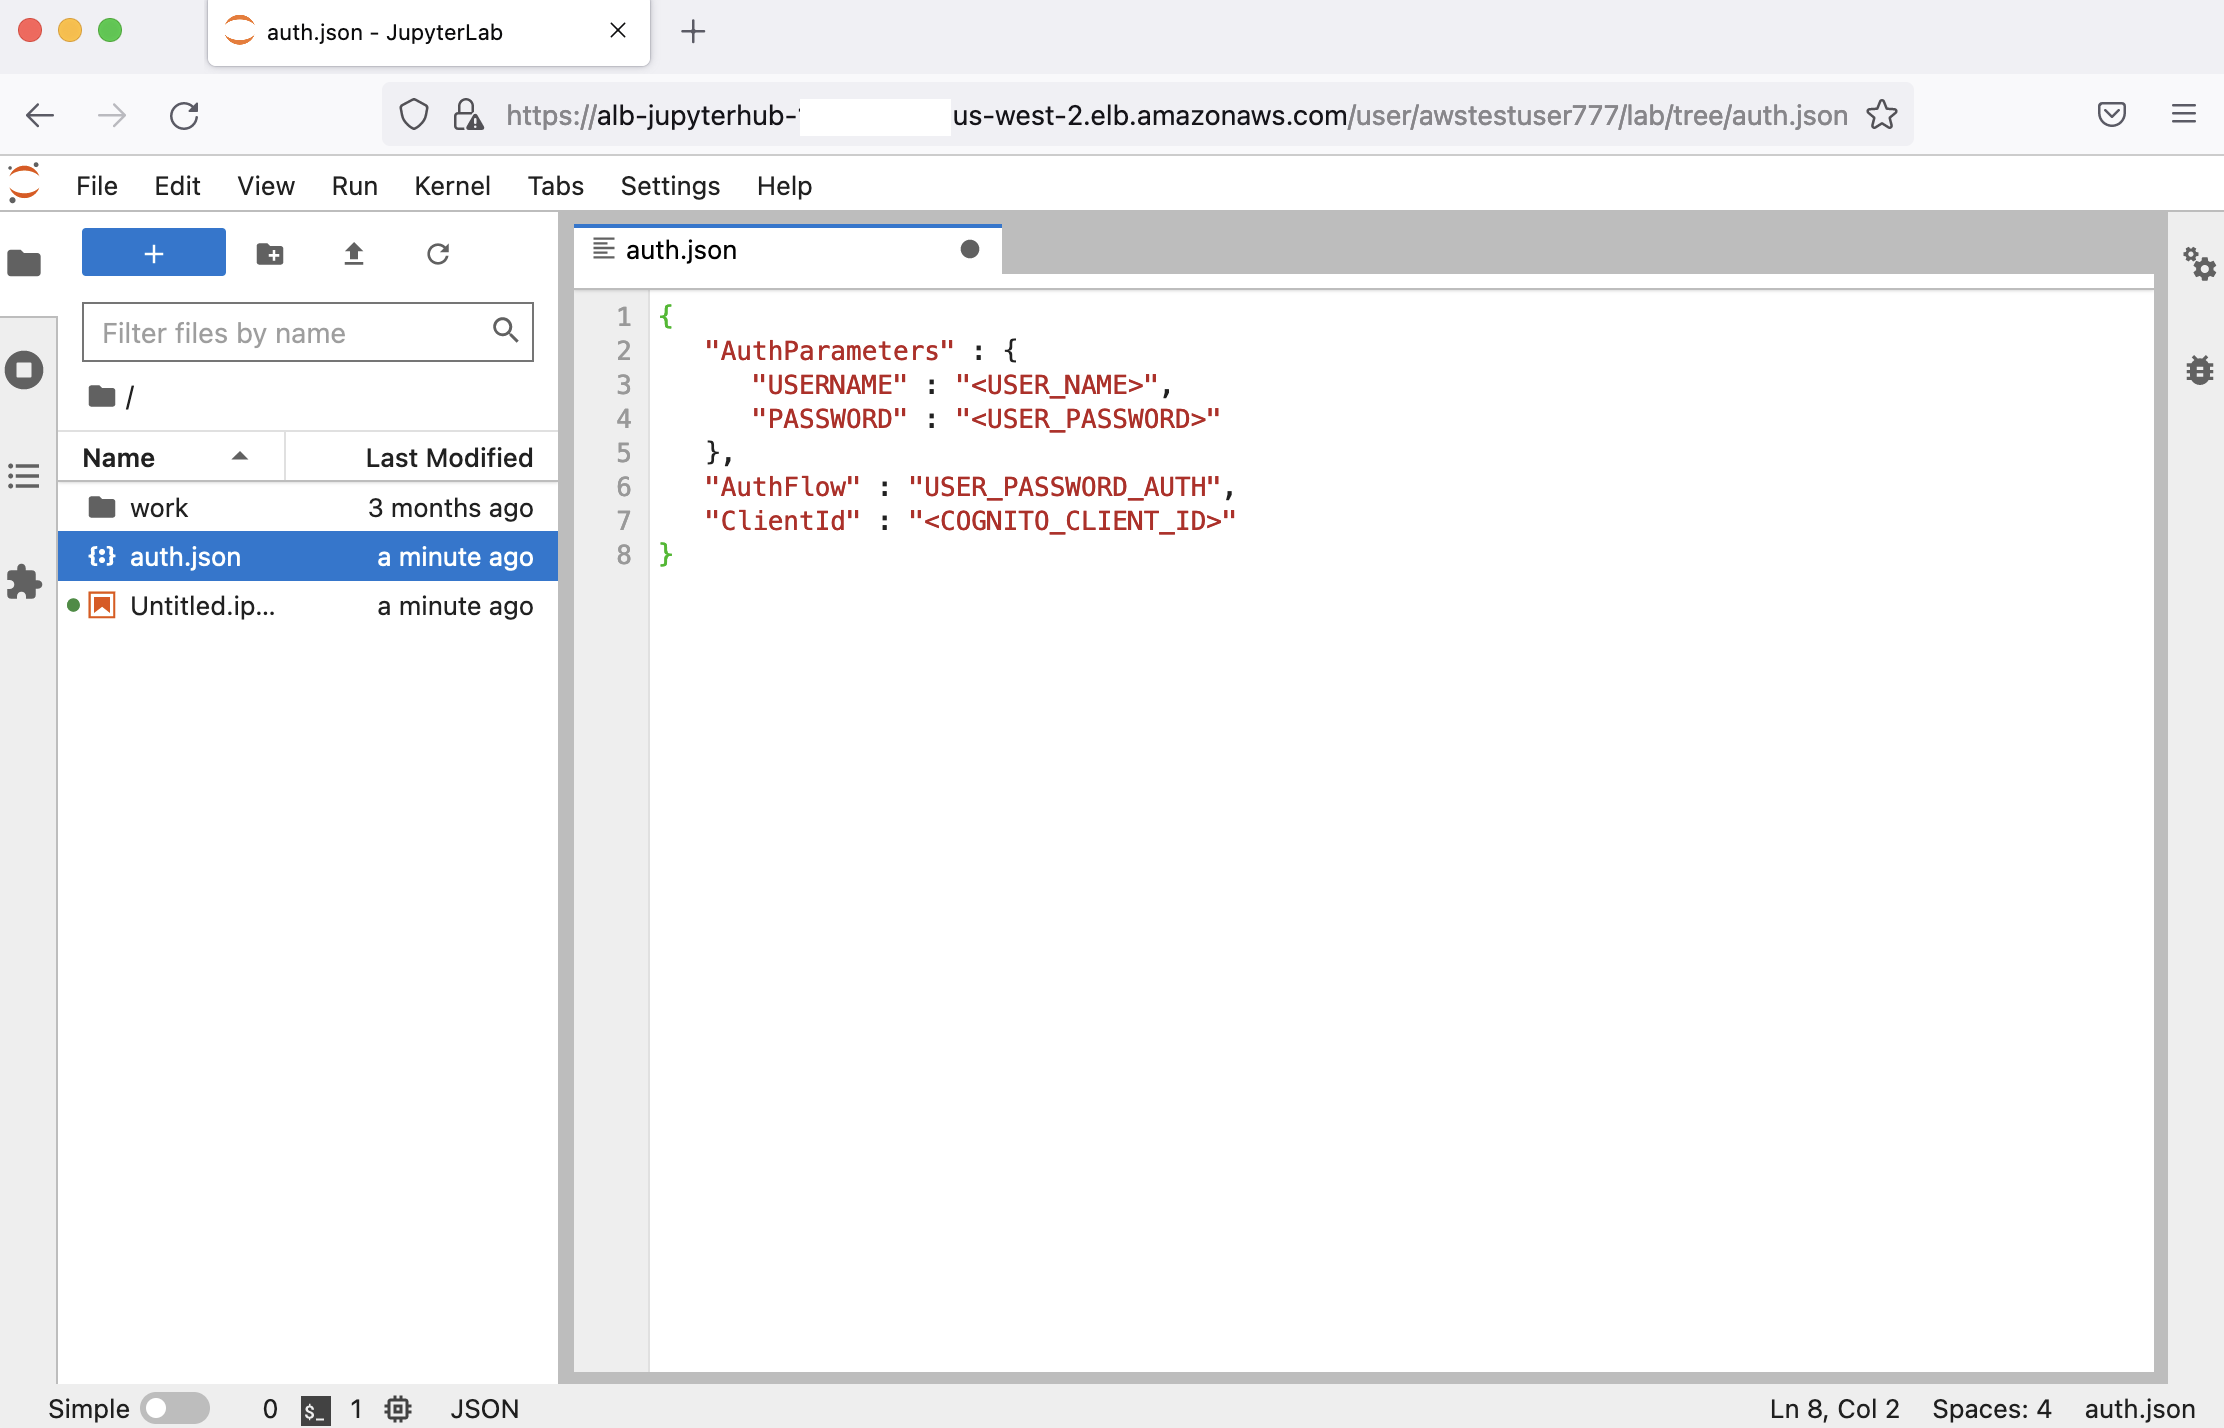 auth.json - JupyterLab
https://alb-jupyterhub- us-west-2.elb.amazonaws.com/user/awstestuser777/lab/tree/auth.json
File Edit View Run Kernel Tabs Settings Help
+
Filter files by name
/
Name Last Modified
work 3 months ago
auth.json a minute ago
Untitled.ip... a minute ago
auth.json
1 {
2 "AuthParameters" : {
3 "USERNAME" : "<USER_NAME>",
4 "PASSWORD" : "<USER_PASSWORD>"
5 },
6 "AuthFlow" : "USER_PASSWORD_AUTH",
7 "ClientId" : "<COGNITO_CLIENT_ID>"
8 }
Simple 0 $_ 1 JSON Ln 8, Col 2 Spaces: 4 auth.json